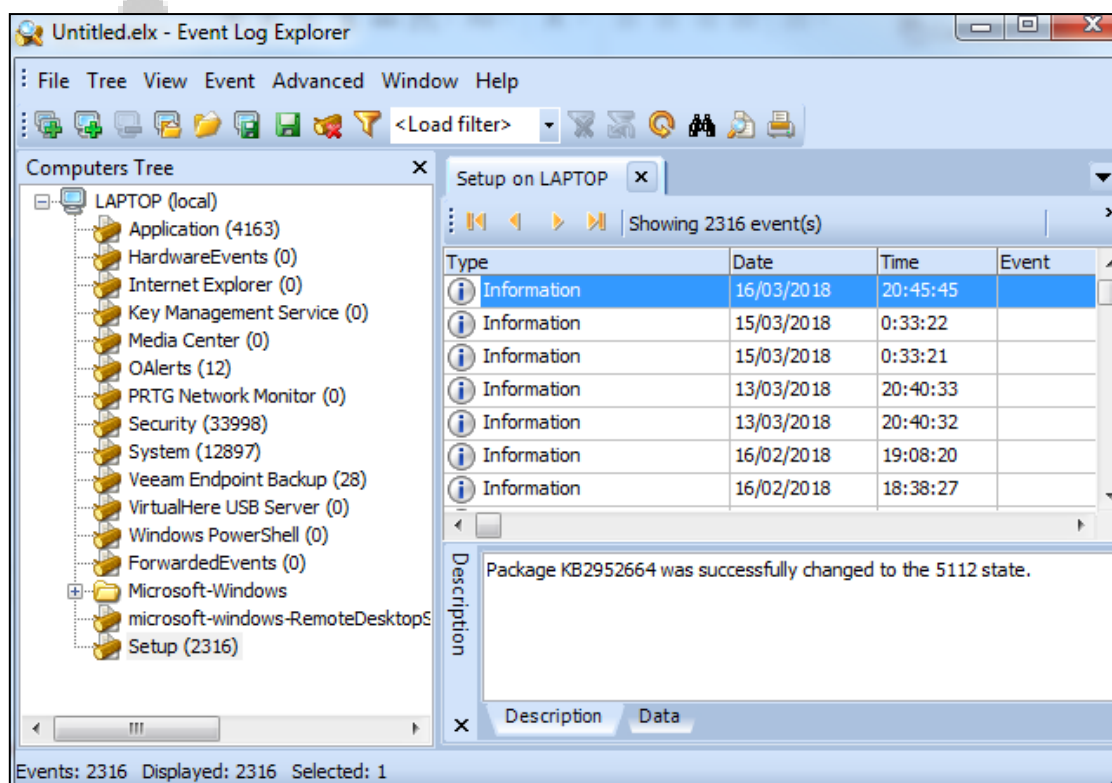 Untitled.elx - Event Log Explorer
File Tree View Event Advanced Window Help
<Load filter>
Computers Tree
LAPTOP (local)
Application (4163)
HardwareEvents (0)
Internet Explorer (0)
Key Management Service (0)
Media Center (0)
OAlerts (12)
PRTG Network Monitor (0)
Security (33998)
System (12897)
Veeam Endpoint Backup (28)
VirtualHere USB Server (0)
Windows PowerShell (0)
ForwardedEvents (0)
Microsoft-Windows
microsoft-windows-RemoteDesktopS
Setup (2316)
Setup on LAPTOP
Showing 2316 event(s)
Type Date Time Event
Information 16/03/2018 20:45:45
Information 15/03/2018 0:33:22
Information 15/03/2018 0:33:21
Information 13/03/2018 20:40:33
Information 13/03/2018 20:40:32
Information 16/02/2018 19:08:20
Information 16/02/2018 18:38:27
Description
Package KB2952664 was successfully changed to the 5112 state.
Description Data
Events: 2316 Displayed: 2316 Selected: 1